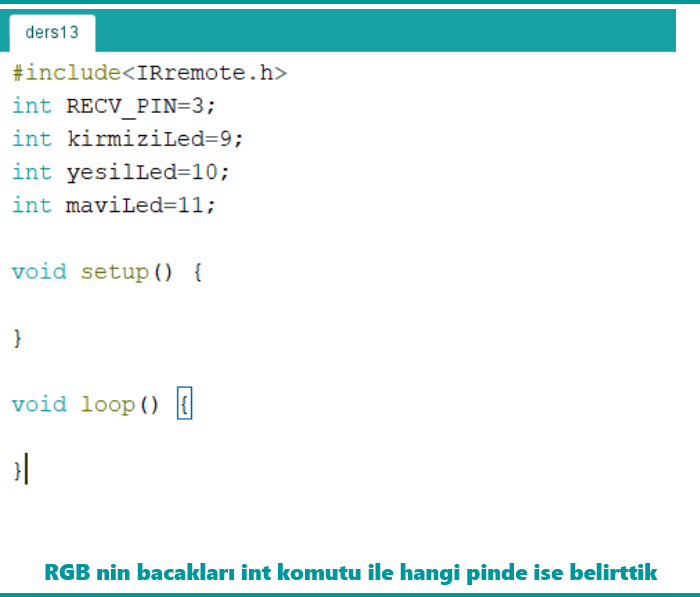 ders13
#include<IRremote.h>
int RECV_PIN=3;
int kirmiziLed=9;
int yesilLed=10;
int maviLed=11;
void setup() {
}
void loop() {
}
RGB nin bacakları int komutu ile hangi pinde ise belirttik